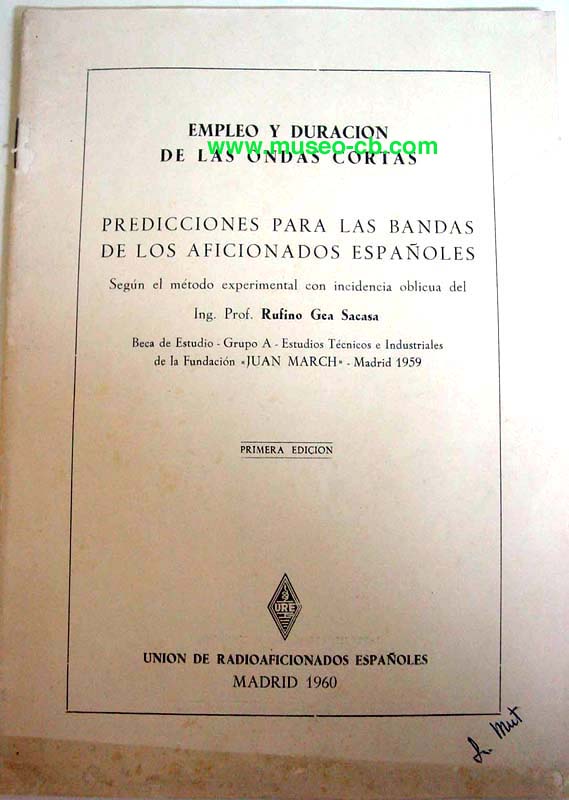 EMPLEO Y DURACION
www.museo-cb.com
DE LAS ONDAS CORTAS
PREDICCIONES PARA LAS BANDAS
DE LOS AFICIONADOS ESPAÑOLES
Según el método experimental con incidencia oblicua del
Ing. Prof. Rufino Gea Sacasa
Beca de Estudio - Grupo A - Estudios Técnicos e Industriales
de la Fundación «JUAN MARCH» - Madrid 1959
PRIMERA EDICION
URE
UNION DE RADIOAFICIONADOS ESPAÑOLES
MADRID 1960
Mut